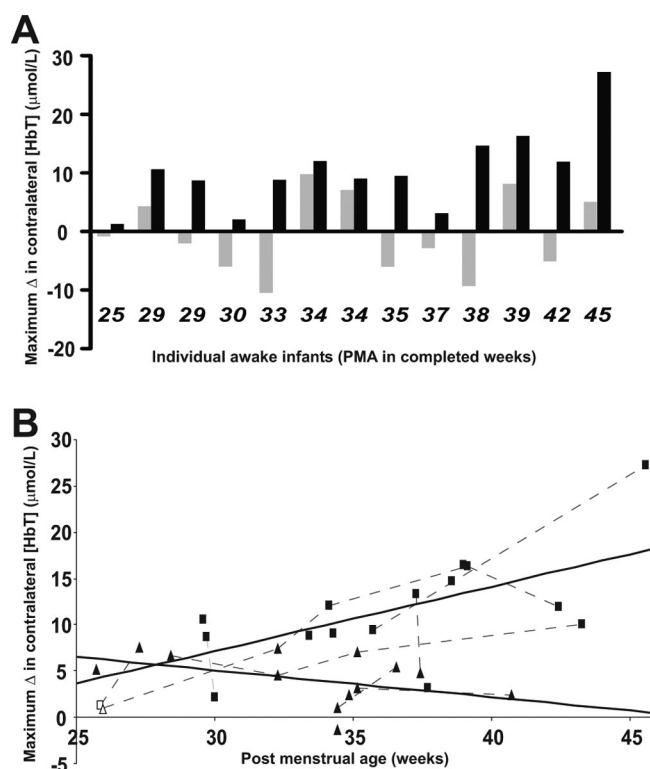 A
Maximum Δ in contralateral [HbT] (μmol/L)
30
20
10
0
-10
-20
25 29 29 30 33 34 34 35 37 38 39 42 45
Individual awake infants (PMA in completed weeks)
B
Maximum Δ in contralateral [HbT] (μmol/L)
30
25
20
15
10
5
0
-5
25 30 35 40 45
Post menstrual age (weeks)